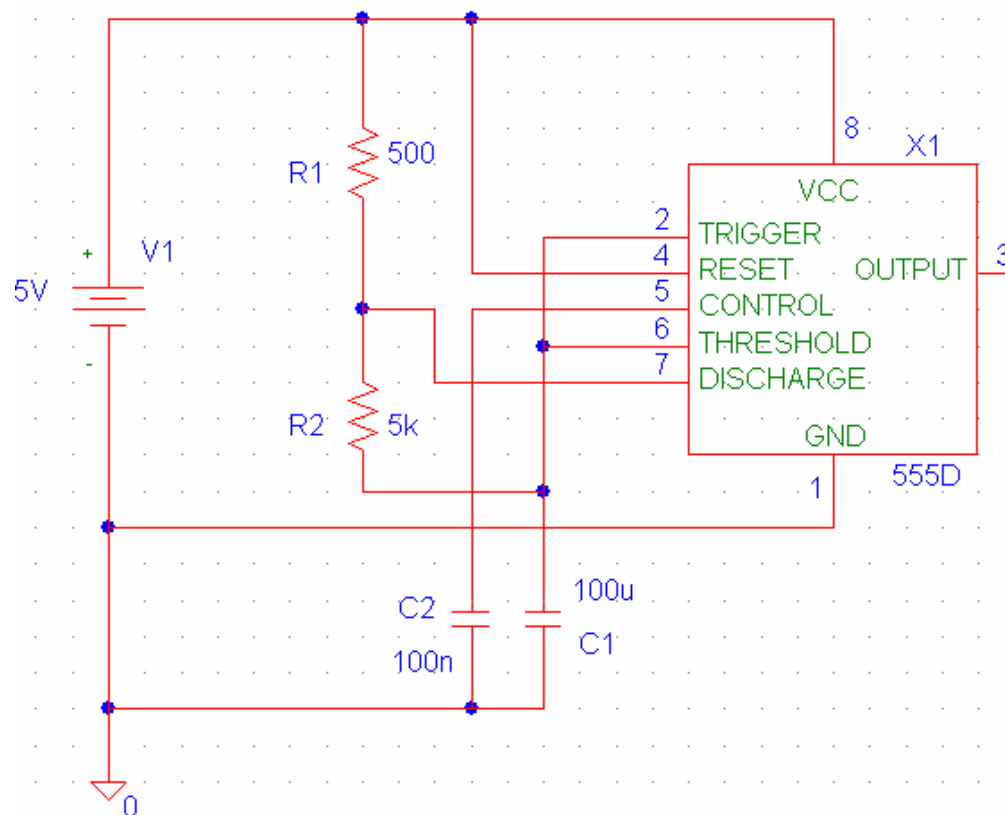 8
X1
500
R1
VCC
2
TRIGGER
4
RESET
OUTPUT
3
+
V1
5V
5
CONTROL
6
THRESHOLD
7
DISCHARGE
-
R2
5k
GND
1
555D
100u
C2
C1
100n
0